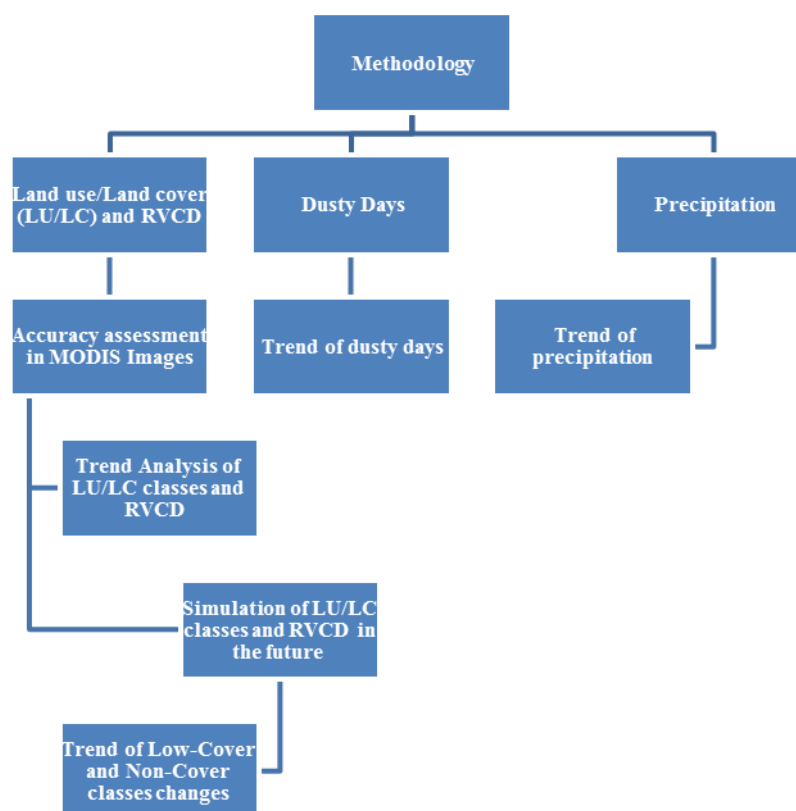 Methodology
Land use/Land cover
(LU/LC) and RVCD
Dusty Days
Precipitation
Accuracy assessment
in MODIS Images
Trend of dusty days
Trend of
precipitation
Trend Analysis of
LU/LC classes and
RVCD
Simulation of LU/LC
classes and RVCD in
the future
Trend of Low-Cover
and Non-Cover
classes changes